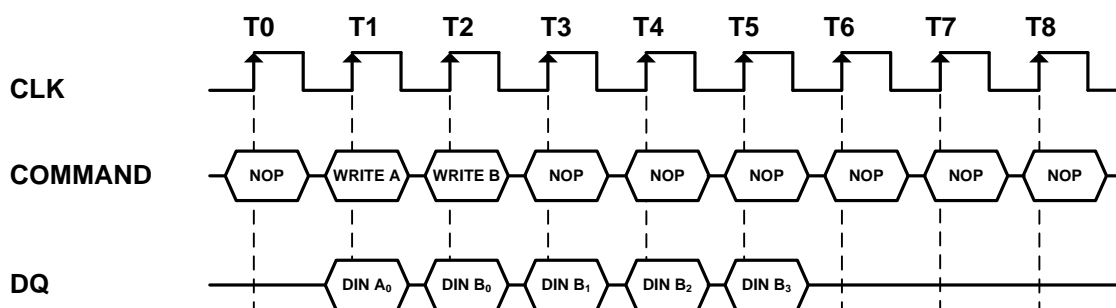 T0 T1 T2 T3 T4 T5 T6 T7 T8
CLK
COMMAND NOP WRITE A WRITE B NOP NOP NOP NOP NOP NOP
DQ DIN A₀ DIN B₀ DIN B₁ DIN B₂ DIN B₃